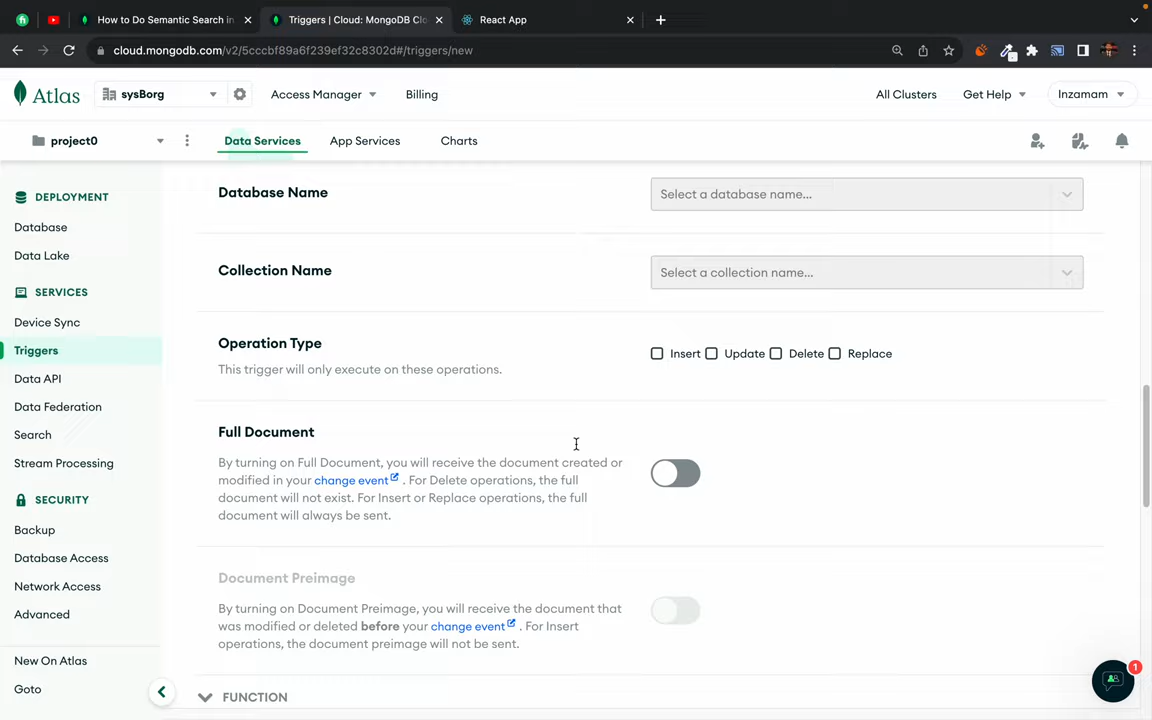 How to Do Semantic Search in
Triggers | Cloud: MongoDB Clo
React App
cloud.mongodb.com/v2/5cccbf89a6f239ef32c8302d#/triggers/new
Atlas
sysBorg
Access Manager
Billing
All Clusters
Get Help
Inzamam
project0
Data Services
App Services
Charts
DEPLOYMENT
Database
Data Lake
SERVICES
Device Sync
Triggers
Data API
Data Federation
Search
Stream Processing
SECURITY
Backup
Database Access
Network Access
Advanced
New On Atlas
Goto
Database Name
Select a database name...
Collection Name
Select a collection name...
Operation Type
This trigger will only execute on these operations.
Insert Update Delete Replace
Full Document
By turning on Full Document, you will receive the document created or
modified in your change event . For Delete operations, the full
document will not exist. For Insert or Replace operations, the full
document will always be sent.
Document Preimage
By turning on Document Preimage, you will receive the document that
was modified or deleted before your change event . For Insert
operations, the document preimage will not be sent.
FUNCTION
1